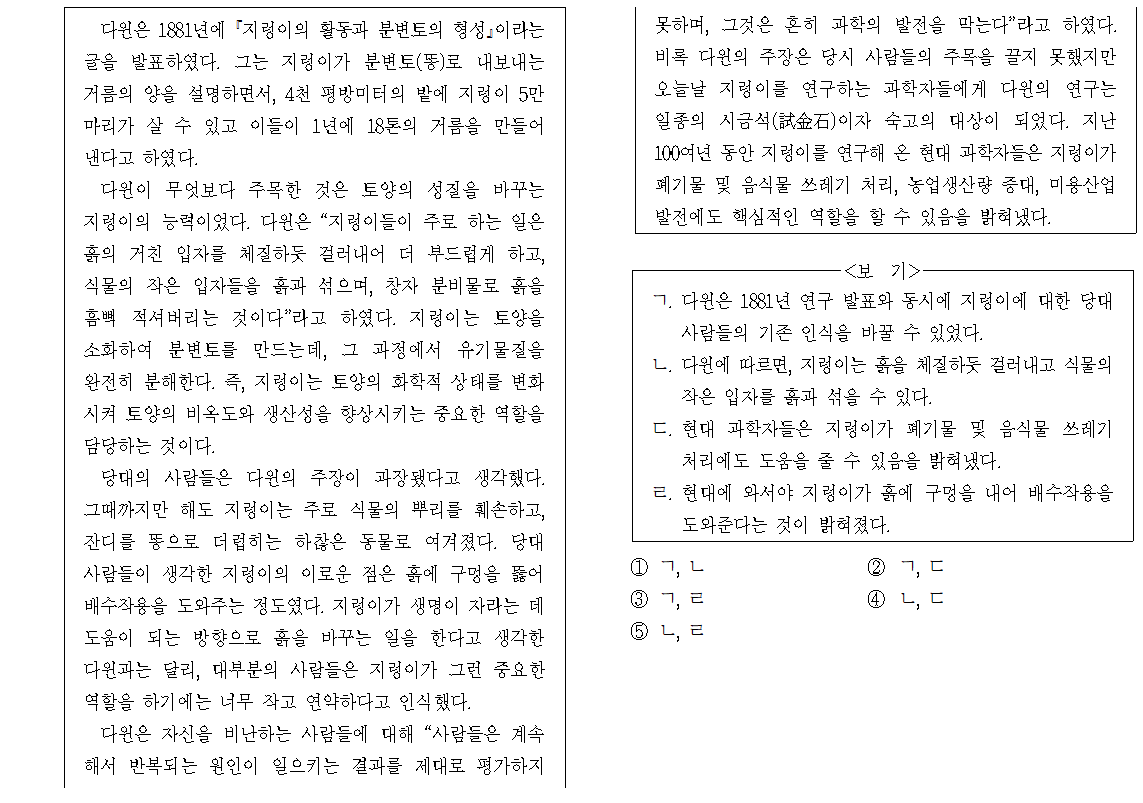 다윈은 1881년에 『지렁이의 활동과 분변토의 형성』이라는
글을 발표하였다. 그는 지렁이가 분변토(똥)로 내보내는
거름의 양을 설명하면서, 4천 평방미터의 밭에 지렁이 5만
마리가 살 수 있고 이들이 1년에 18톤의 거름을 만들어
낸다고 하였다.
다윈이 무엇보다 주목한 것은 토양의 성질을 바꾸는
지렁이의 능력이었다. 다윈은 “지렁이들이 주로 하는 일은
흙의 거친 입자를 체질하듯 걸러내어 더 부드럽게 하고,
식물의 작은 입자들을 흙과 섞으며, 창자 분비물로 흙을
흠뻑 적셔버리는 것이다”라고 하였다. 지렁이는 토양을
소화하여 분변토를 만드는데, 그 과정에서 유기물질을
완전히 분해한다. 즉, 지렁이는 토양의 화학적 상태를 변화
시켜 토양의 비옥도와 생산성을 향상시키는 중요한 역할을
담당하는 것이다.
당대의 사람들은 다윈의 주장이 과장됐다고 생각했다.
그때까지만 해도 지렁이는 주로 식물의 뿌리를 훼손하고,
잔디를 똥으로 더럽히는 하찮은 동물로 여겨졌다. 당대
사람들이 생각한 지렁이의 이로운 점은 흙에 구멍을 뚫어
배수작용을 도와주는 정도였다. 지렁이가 생명이 자라는 데
도움이 되는 방향으로 흙을 바꾸는 일을 한다고 생각한
다윈과는 달리, 대부분의 사람들은 지렁이가 그런 중요한
역할을 하기에는 너무 작고 연약하다고 인식했다.
다윈은 자신을 비난하는 사람들에 대해 “사람들은 계속
해서 반복되는 원인이 일으키는 결과를 제대로 평가하지
못하며, 그것은 흔히 과학의 발전을 막는다”라고 하였다.
비록 다윈의 주장은 당시 사람들의 주목을 끌지 못했지만
오늘날 지렁이를 연구하는 과학자들에게 다윈의 연구는
일종의 시금석(試金石)이자 숙고의 대상이 되었다. 지난
100여년 동안 지렁이를 연구해 온 현대 과학자들은 지렁이가
폐기물 및 음식물 쓰레기 처리, 농업생산량 증대, 미용산업
발전에도 핵심적인 역할을 할 수 있음을 밝혀냈다.
<보 기>
ㄱ. 다윈은 1881년 연구 발표와 동시에 지렁이에 대한 당대
사람들의 기존 인식을 바꿀 수 있었다.
ㄴ. 다윈에 따르면, 지렁이는 흙을 체질하듯 걸러내고 식물의
작은 입자를 흙과 섞을 수 있다.
ㄷ. 현대 과학자들은 지렁이가 폐기물 및 음식물 쓰레기
처리에도 도움을 줄 수 있음을 밝혀냈다.
ㄹ. 현대에 와서야 지렁이가 흙에 구멍을 내어 배수작용을
도와준다는 것이 밝혀졌다.
① ㄱ, ㄴ ② ㄱ, ㄷ
③ ㄱ, ㄹ ④ ㄴ, ㄷ
⑤ ㄴ, ㄹ